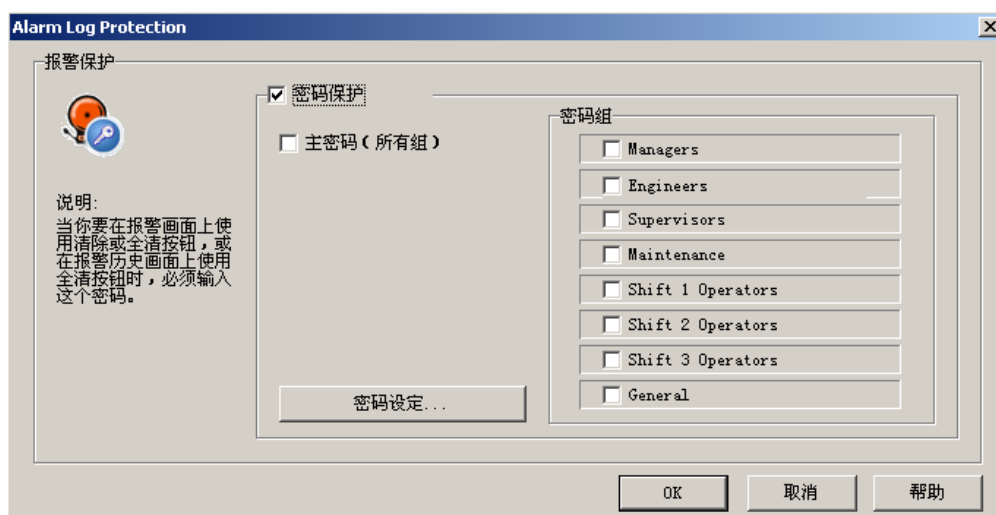 Alarm Log Protection
报警保护
密码保护
主密码(所有组)
密码组
Managers
Engineers
Supervisors
Maintenance
Shift 1 Operators
Shift 2 Operators
Shift 3 Operators
General
说明:
当你要在报警画面上使
用清除或全清按钮,或
在报警历史画面上使用
全清按钮时,必须输入
这个密码。
密码设定...
OK
取消
帮助